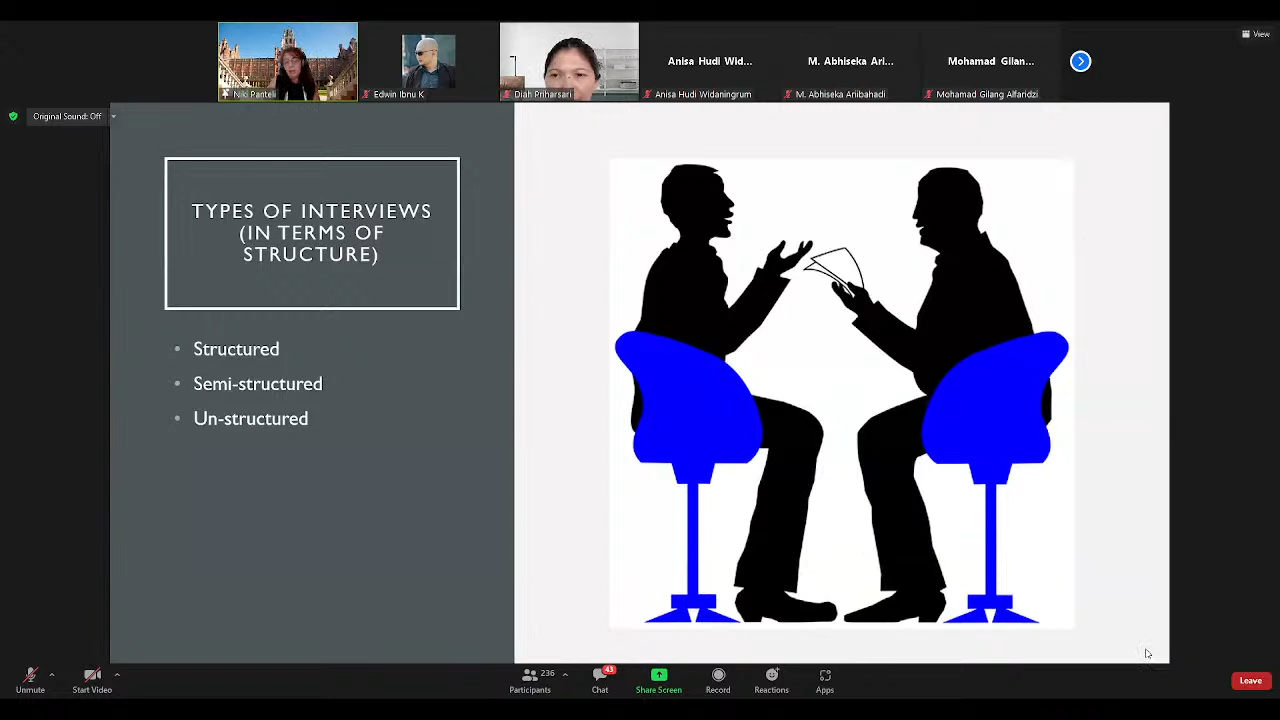 View
Anisa Hudi Wid...
M. Abhiseka Ari...
Mohamad Gilan...
Niki Panteli
Edwin Ibnu K
Diah Priharsari
Anisa Hudi Widaningrum
M. Abhiseka Ariibahadi
Mohamad Gilang Alfaridzi
Original Sound: Off
TYPES OF INTERVIEWS
(IN TERMS OF
STRUCTURE)
• Structured
• Semi-structured
• Un-structured
Unmute
Start Video
236
Participants
43
Chat
Share Screen
Record
Reactions
Apps
Leave